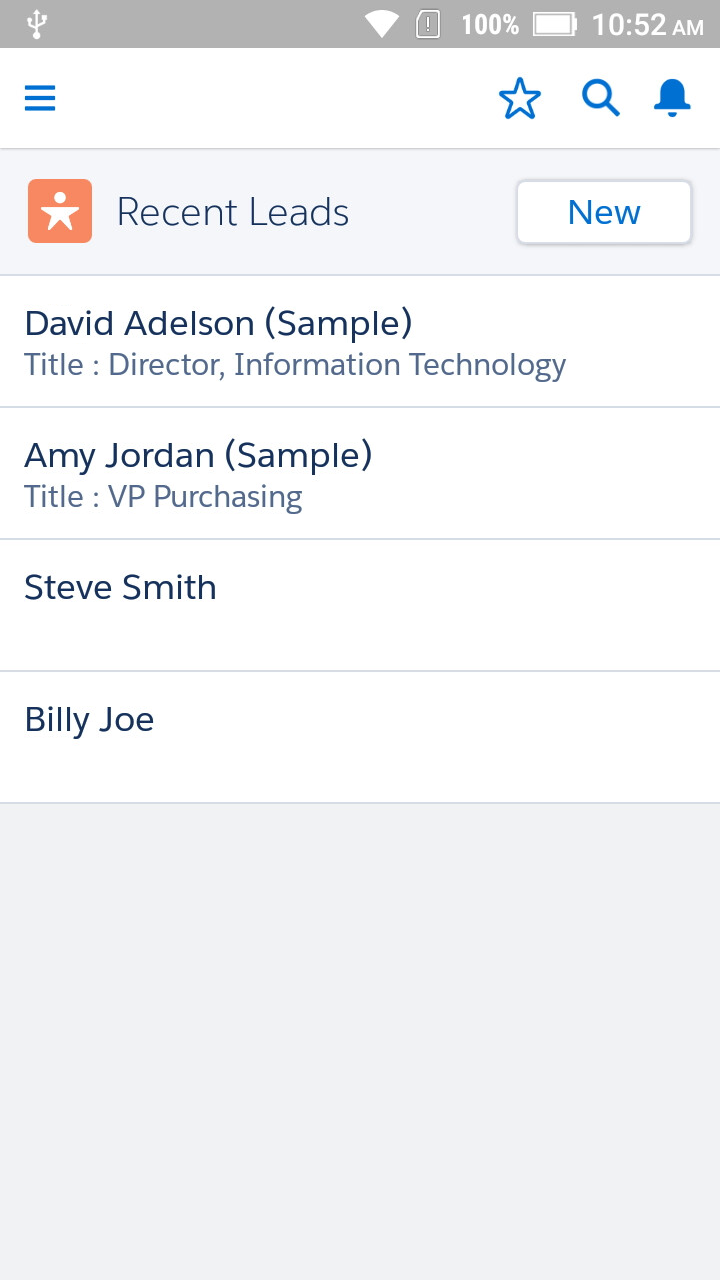 100% 10:52 AM
Recent Leads New
David Adelson (Sample)
Title : Director, Information Technology
Amy Jordan (Sample)
Title : VP Purchasing
Steve Smith
Billy Joe